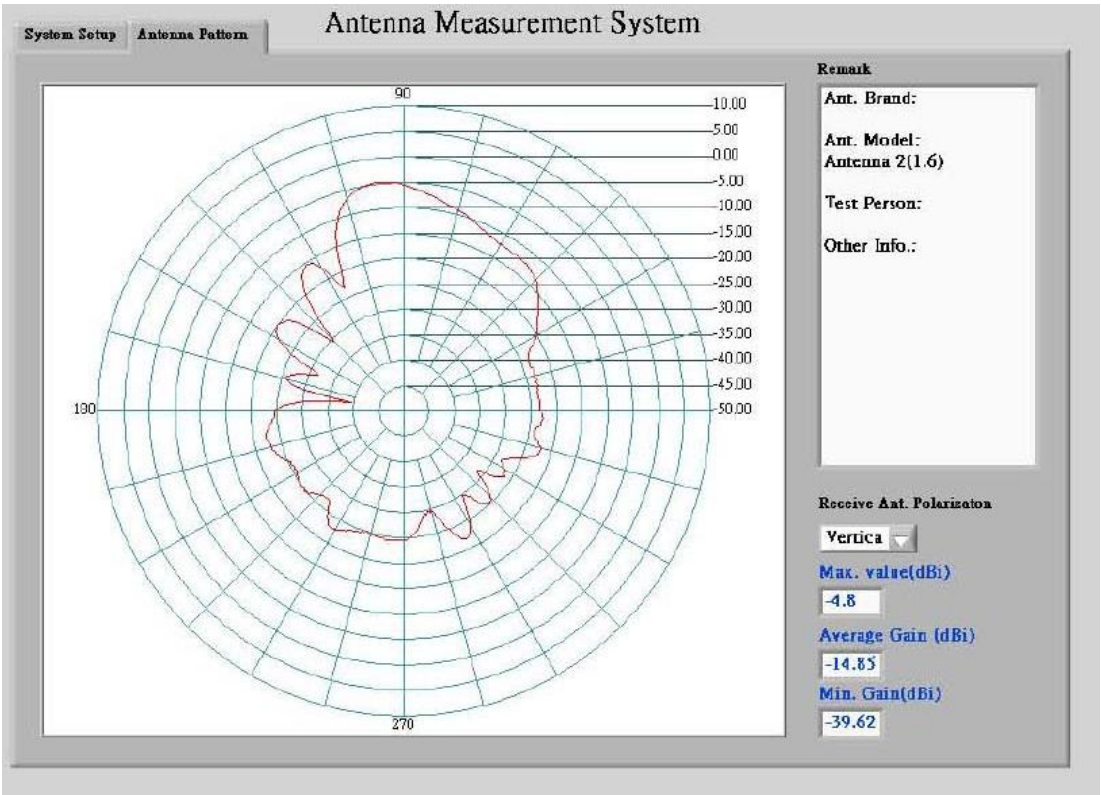 Antenna Measurement System
System Setup
Antenna Pattern
90
10.00
5.00
0.00
-5.00
-10.00
-15.00
-20.00
-25.00
-30.00
-35.00
-40.00
-45.00
-50.00
180
270
Remark
Ant. Brand:
Ant. Model:
Antenna 2(1.6)
Test Person:
Other Info.:
Receive Ant. Polarizaton
Vertica
Max. value(dBi)
-4.8
Average Gain (dBi)
-14.85
Min. Gain(dBi)
-39.62